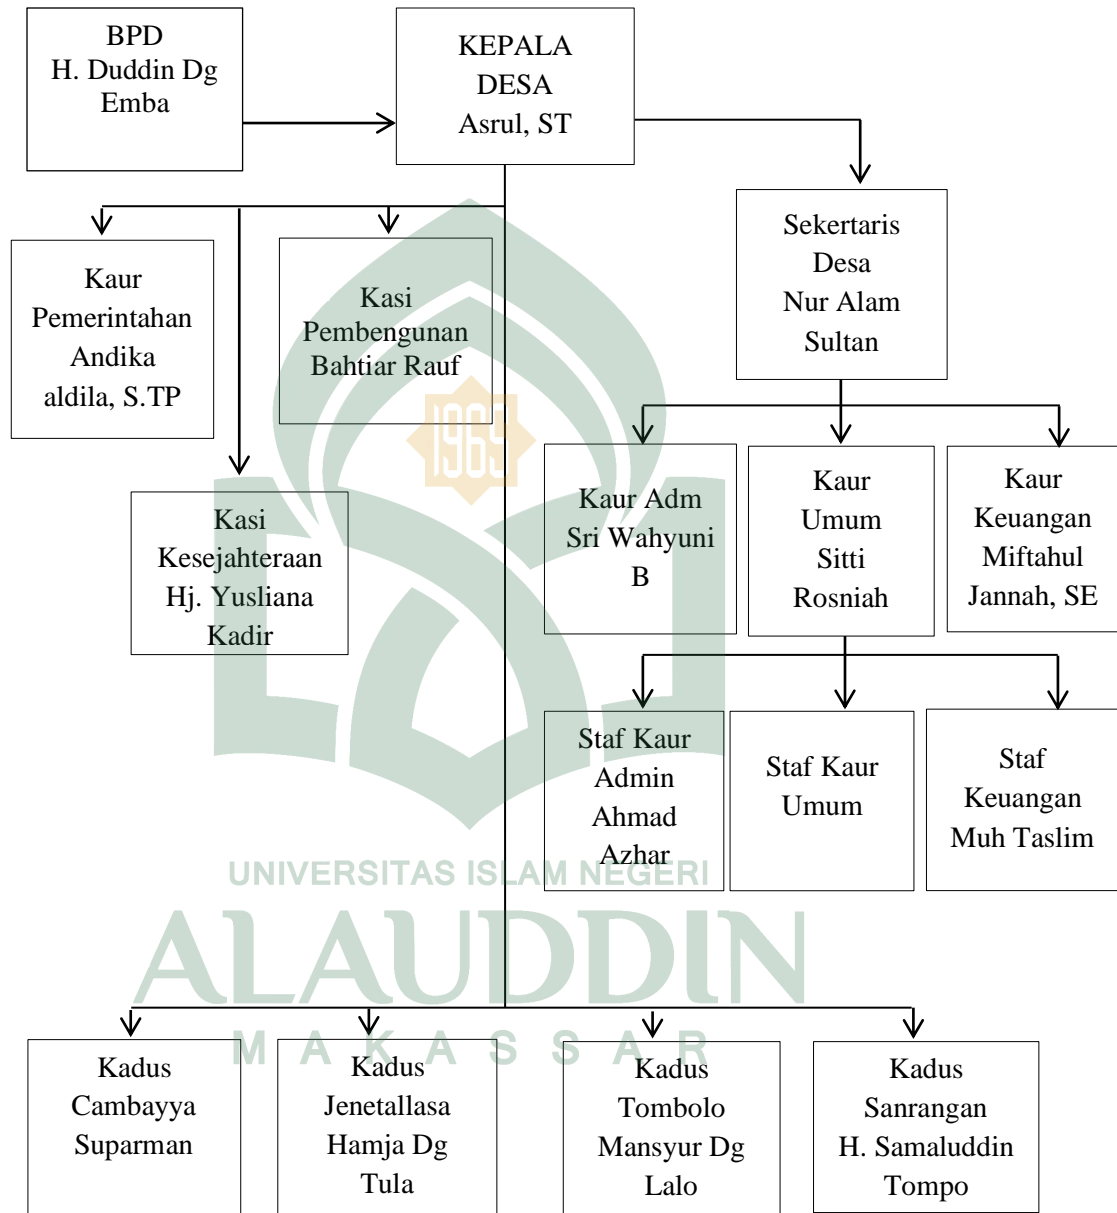 BPD
H. Duddin Dg
Emba
KEPALA
DESA
Asrul, ST
Sekertaris
Desa
Nur Alam
Sultan
Kaur
Pemerintahan
Andika
aldila, S.TP
Kasi
Pembengunan
Bahtiar Rauf
1965
Kasi
Kesejahteraan
Hj. Yusliana
Kadir
Kaur Adm
Sri Wahyuni
B
Kaur
Umum
Sitti
Rosniah
Kaur
Keuangan
Miftahul
Jannah, SE
Staf Kaur
Admin
Ahmad
Azhar
Staf Kaur
Umum
Staf
Keuangan
Muh Taslim
UNIVERSITAS ISLAM NEGERI
ALAUDDIN
MAKASSAR
Kadus
Cambayya
Suparman
Kadus
Jenetallasa
Hamja Dg
Tula
Kadus
Tombolo
Mansyur Dg
Lalo
Kadus
Sanrangan
H. Samaluddin
Tompo